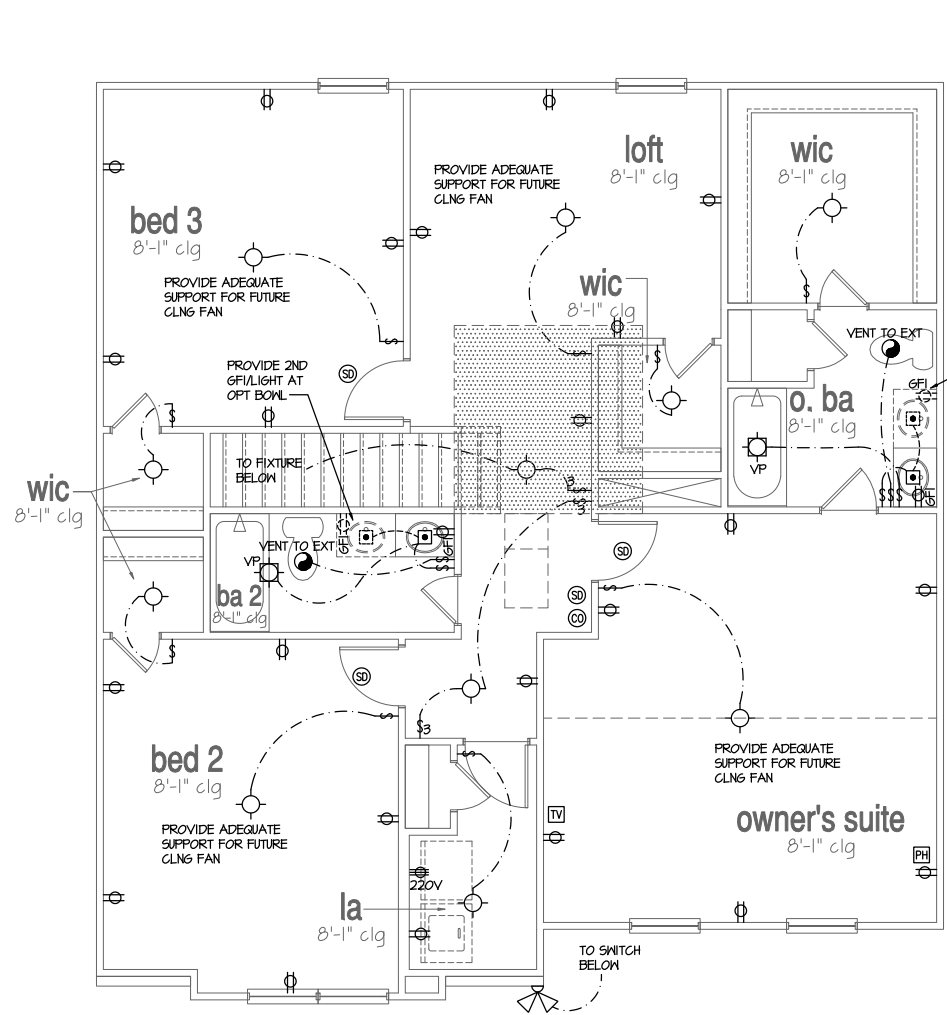 loft
8'-1" clg
wic
8'-1" clg
PROVIDE ADEQUATE
SUPPORT FOR FUTURE
CLNG FAN
bed 3
8'-1" clg
PROVIDE ADEQUATE
SUPPORT FOR FUTURE
CLNG FAN
wic
8'-1" clg
$
$
$
$
VENT TO EXT
PROVIDE 2ND
GFI/LIGHT AT
OPT BOWL
SD
GFI
o. ba
8'-1" clg
$
TO FIXTURE
BELOW
VP
3
$
$
3
$$$
GFI
wic
8'-1" clg
VENT TO EXT
GFI
GFI
VP
$
$
ba 2
8'-1" clg
SD
SD
CO
$
$
SD
$
$3
bed 2
8'-1" clg
PROVIDE ADEQUATE
SUPPORT FOR FUTURE
CLNG FAN
$
PROVIDE ADEQUATE
SUPPORT FOR FUTURE
CLNG FAN
TV
owner's suite
8'-1" clg
PH
220V
la
8'-1" clg
TO SWITCH
BELOW